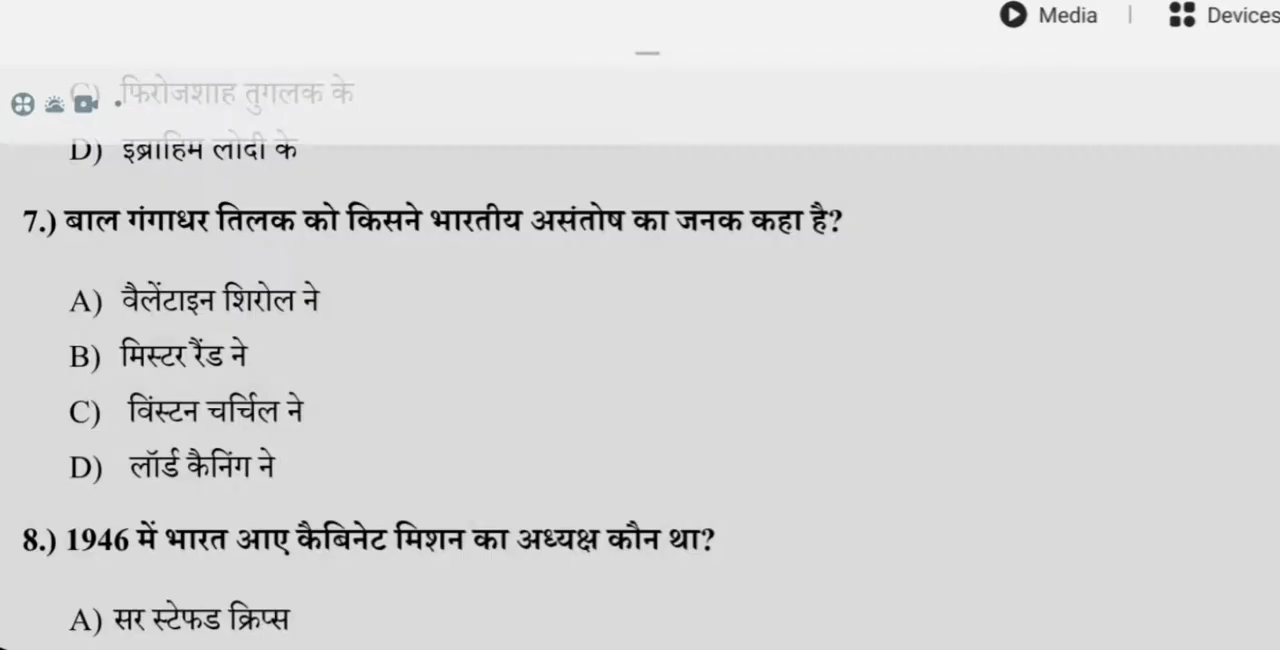 Media | Devices
C) फिरोजशाह तुगलक के
D) इब्राहिम लोदी के
7.) बाल गंगाधर तिलक को किसने भारतीय असंतोष का जनक कहा है?
A) वैलेंटाइन शिरोल ने
B) मिस्टर रैंड ने
C) विंस्टन चर्चिल ने
D) लॉर्ड कैनिंग ने
8.) 1946 में भारत आए कैबिनेट मिशन का अध्यक्ष कौन था?
A) सर स्टेफड क्रिप्स